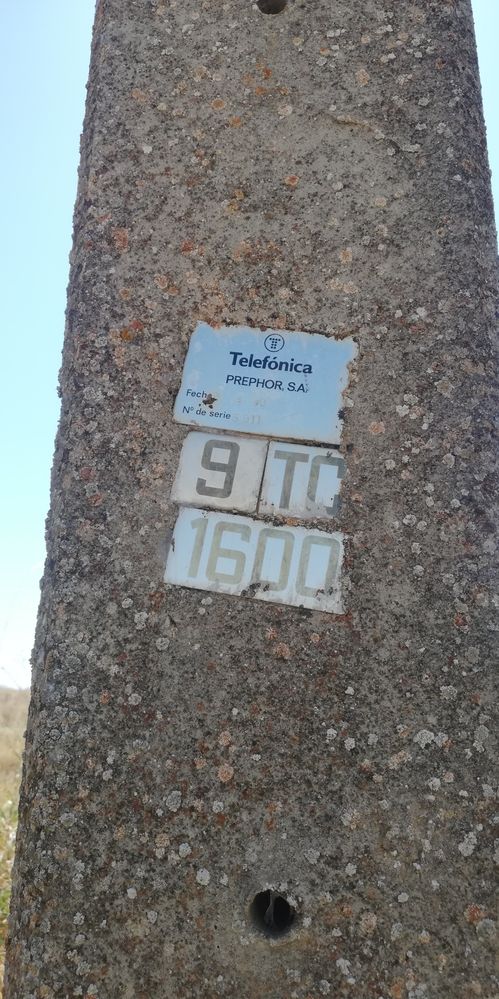 Telefónica
PREPHOR, S.A.
Fecha
Nº de serie
9 TC
1600